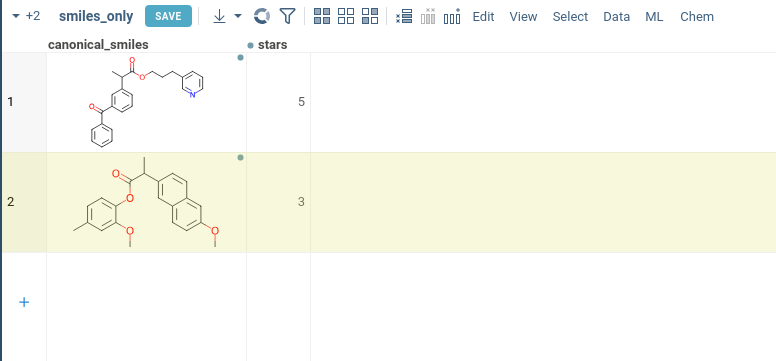 +2 smiles_only SAVE Edit View Select Data ML Chem
canonical_smiles stars
1 5
O
O
N
O
2 3
O
O
O
O
+